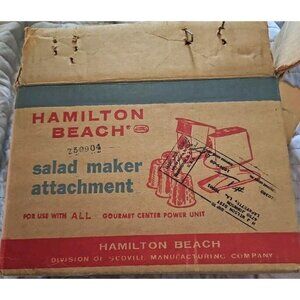 HAMILTON
BEACH®
750904
salad maker
attachment
FOR USE WITH ALL GOURMET CENTER POWER UNIT
HAMILTON BEACH
DIVISION OF SCOVILL MANUFACTURING COMPANY